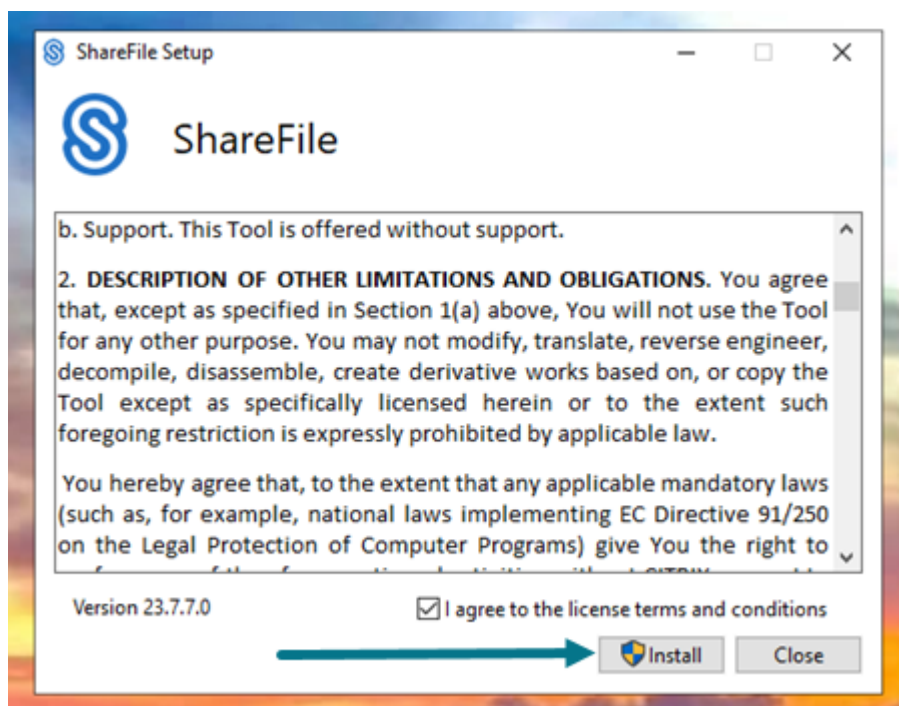 ShareFile Setup
ShareFile
b. Support. This Tool is offered without support.
2. DESCRIPTION OF OTHER LIMITATIONS AND OBLIGATIONS. You agree
that, except as specified in Section 1(a) above, You will not use the Tool
for any other purpose. You may not modify, translate, reverse engineer,
decompile, disassemble, create derivative works based on, or copy the
Tool except as specifically licensed herein or to the extent such
foregoing restriction is expressly prohibited by applicable law.
You hereby agree that, to the extent that any applicable mandatory laws
(such as, for example, national laws implementing EC Directive 91/250
on the Legal Protection of Computer Programs) give You the right to
Version 23.7.7.0
I agree to the license terms and conditions
Install
Close